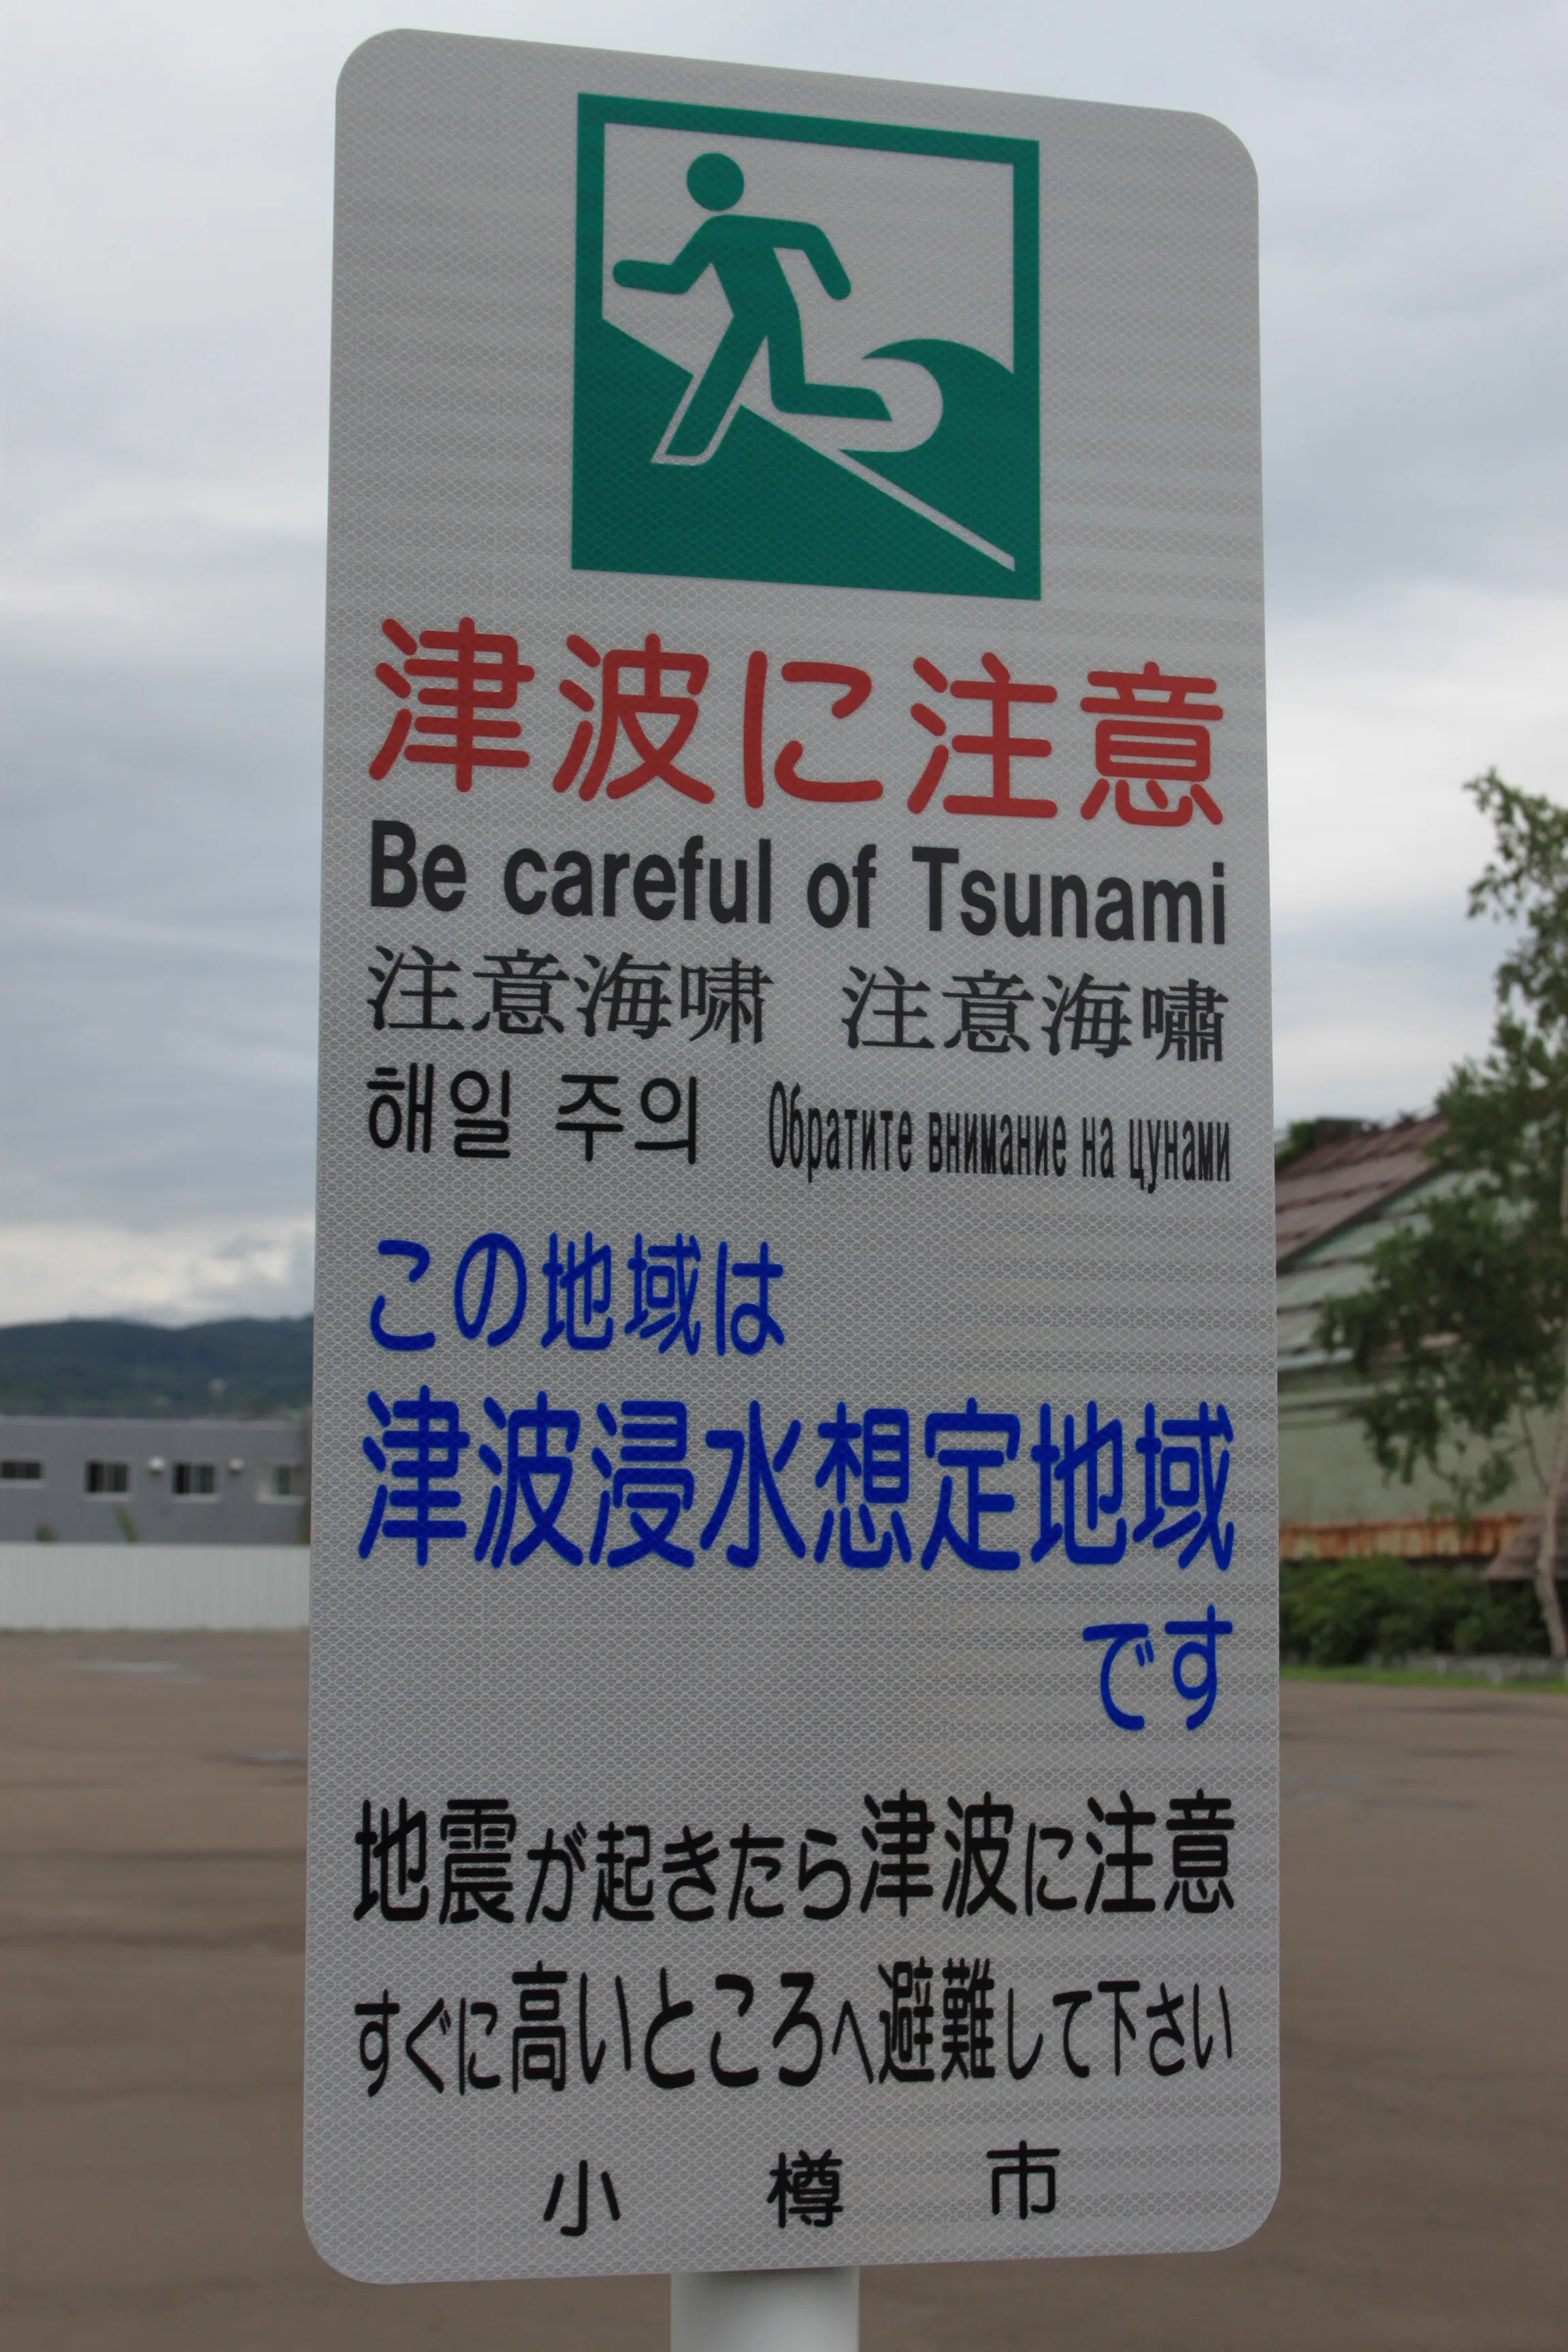 津波に注意
Be careful of Tsunami
注意海啸 注意海嘯
해일 주의 Обратите внимание на цунами
この地域は
津波浸水想定地域
です
地震が起きたら津波に注意
すぐに高いところへ避難して下さい
小樽市